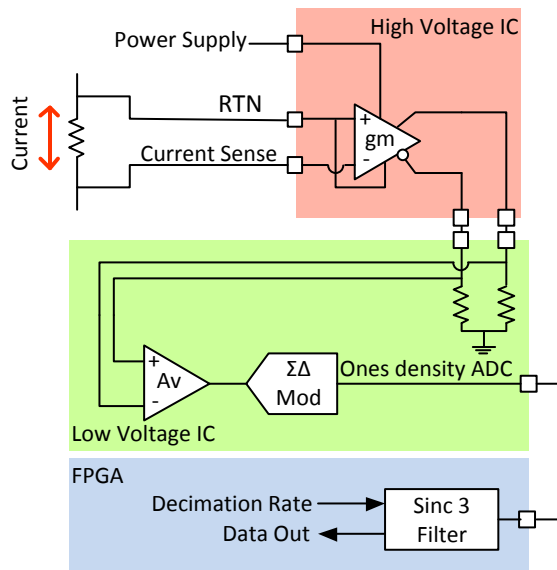 High Voltage IC
Power Supply
RTN
Current
Current Sense
+
gm
-
+
Av
-
ΣΔ
Mod
Ones density ADC
Low Voltage IC
FPGA
Decimation Rate
Data Out
Sinc 3
Filter